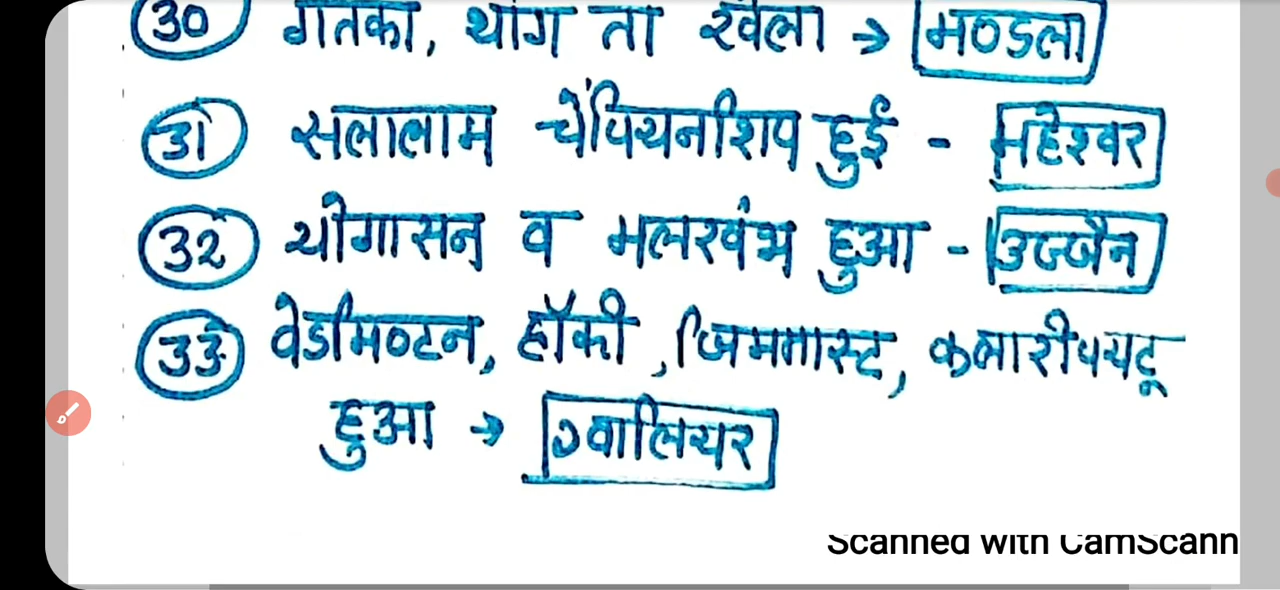 30 गतका, थांग ता खेला → मण्डला
31 सलालाम चेंपियनशिप हुई - महेश्वर
32 योगासन व मलखंभ हुआ - उज्जैन
33 वेडमिण्टन, हॉकी, जिमनास्ट, कलारीपयटू
हुआ → ग्वालियर
Scanned with CamScann